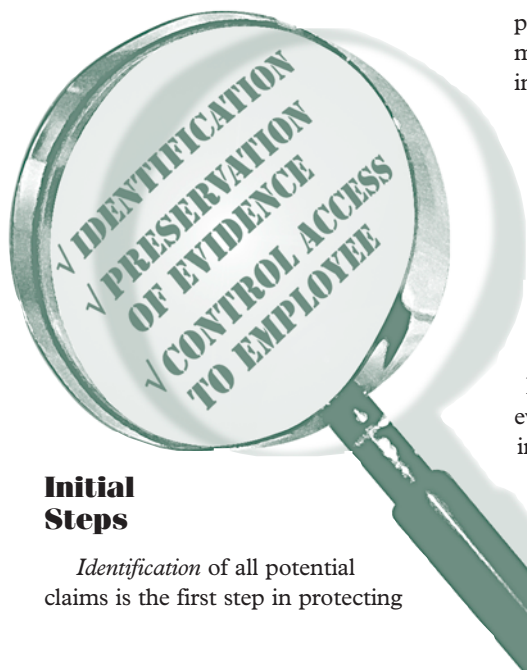 √ IDENTIFICATION
√ PRESERVATION
OF EVIDENCE
√ CONTROL ACCESS
TO EMPLOYEE
Initial
Steps
Identification of all potential
claims is the first step in protecting